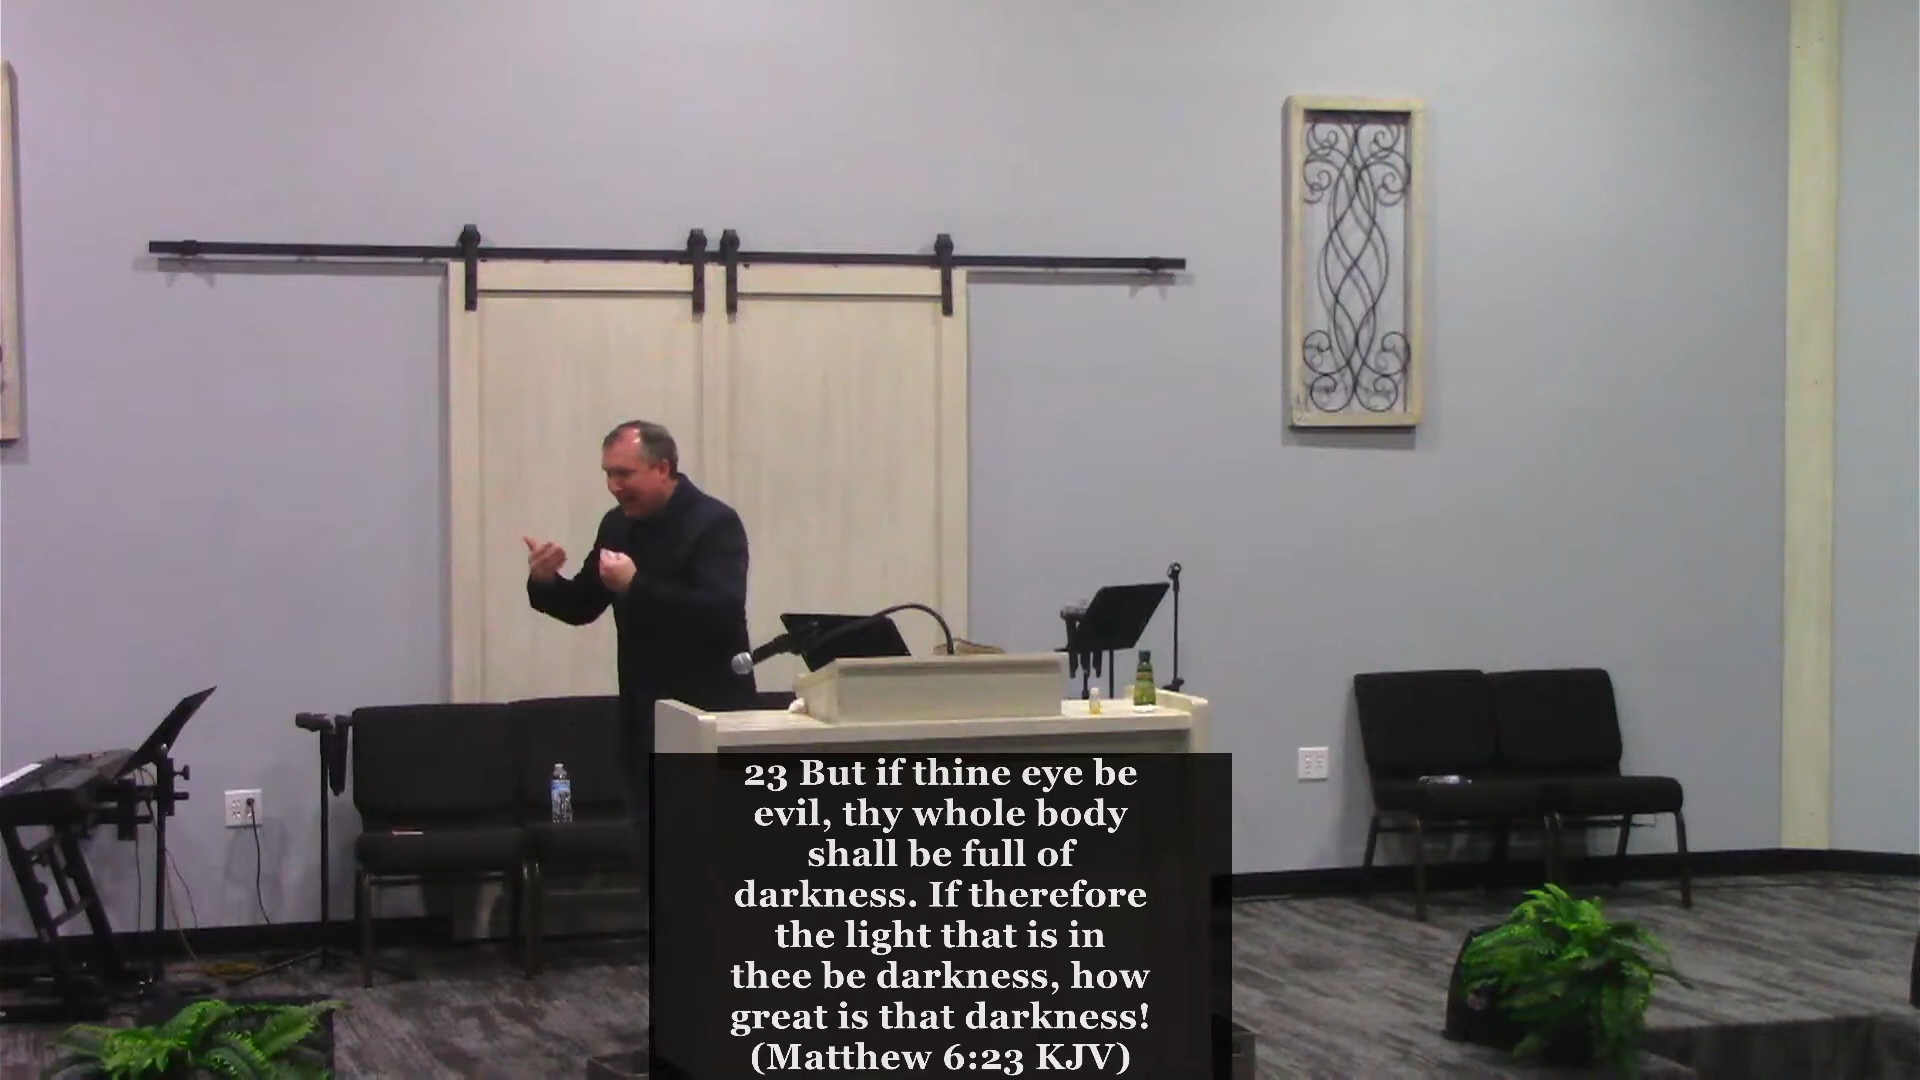 23 But if thine eye be
evil, thy whole body
shall be full of
darkness. If therefore
the light that is in
thee be darkness, how
great is that darkness!
(Matthew 6:23 KJV)